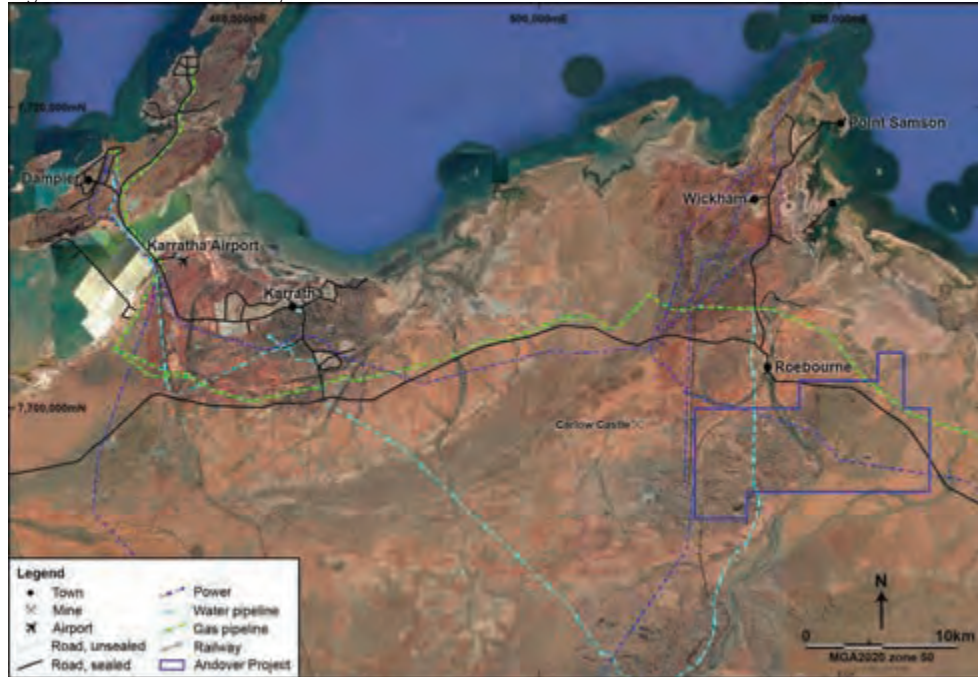 500,000mE
Point Samson
Dampier
Wickham
Karratha Airport
Karratha
Roebourne
7,700,000mN
Carlow Castle
Legend
Town
Mine
Airport
Road, unsealed
Road, sealed
Power
Water pipeline
Gas pipeline
Railway
Andover Project
N
0 10km
MGA2020 zone 50